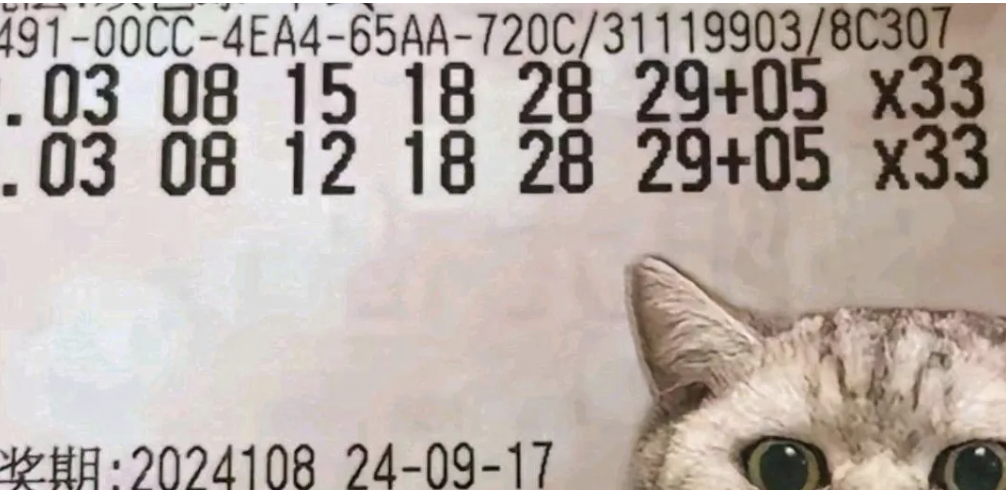 491-00CC-4EA4-65AA-720C/31119903/8C307
.03 08 15 18 28 29+05 x33
.03 08 12 18 28 29+05 x33
奖期:2024108 24-09-17